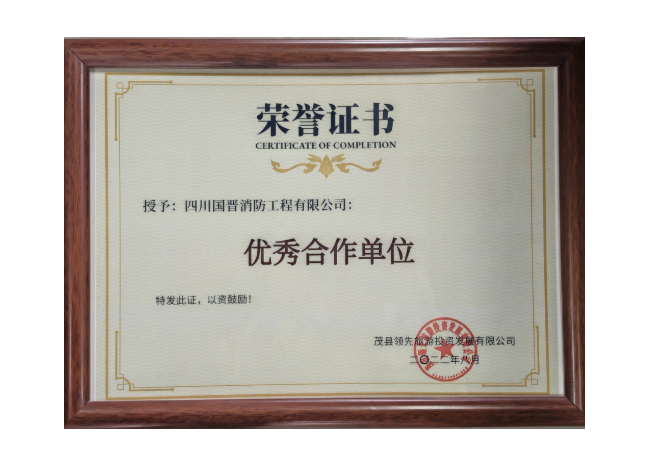 荣誉证书
CERTIFICATE OF COMPLETION
授予：四川国晋消防工程有限公司：
优秀合作单位
特发此证，以资鼓励！
茂县领先旅游投资发展有限公司
二〇二二年八月